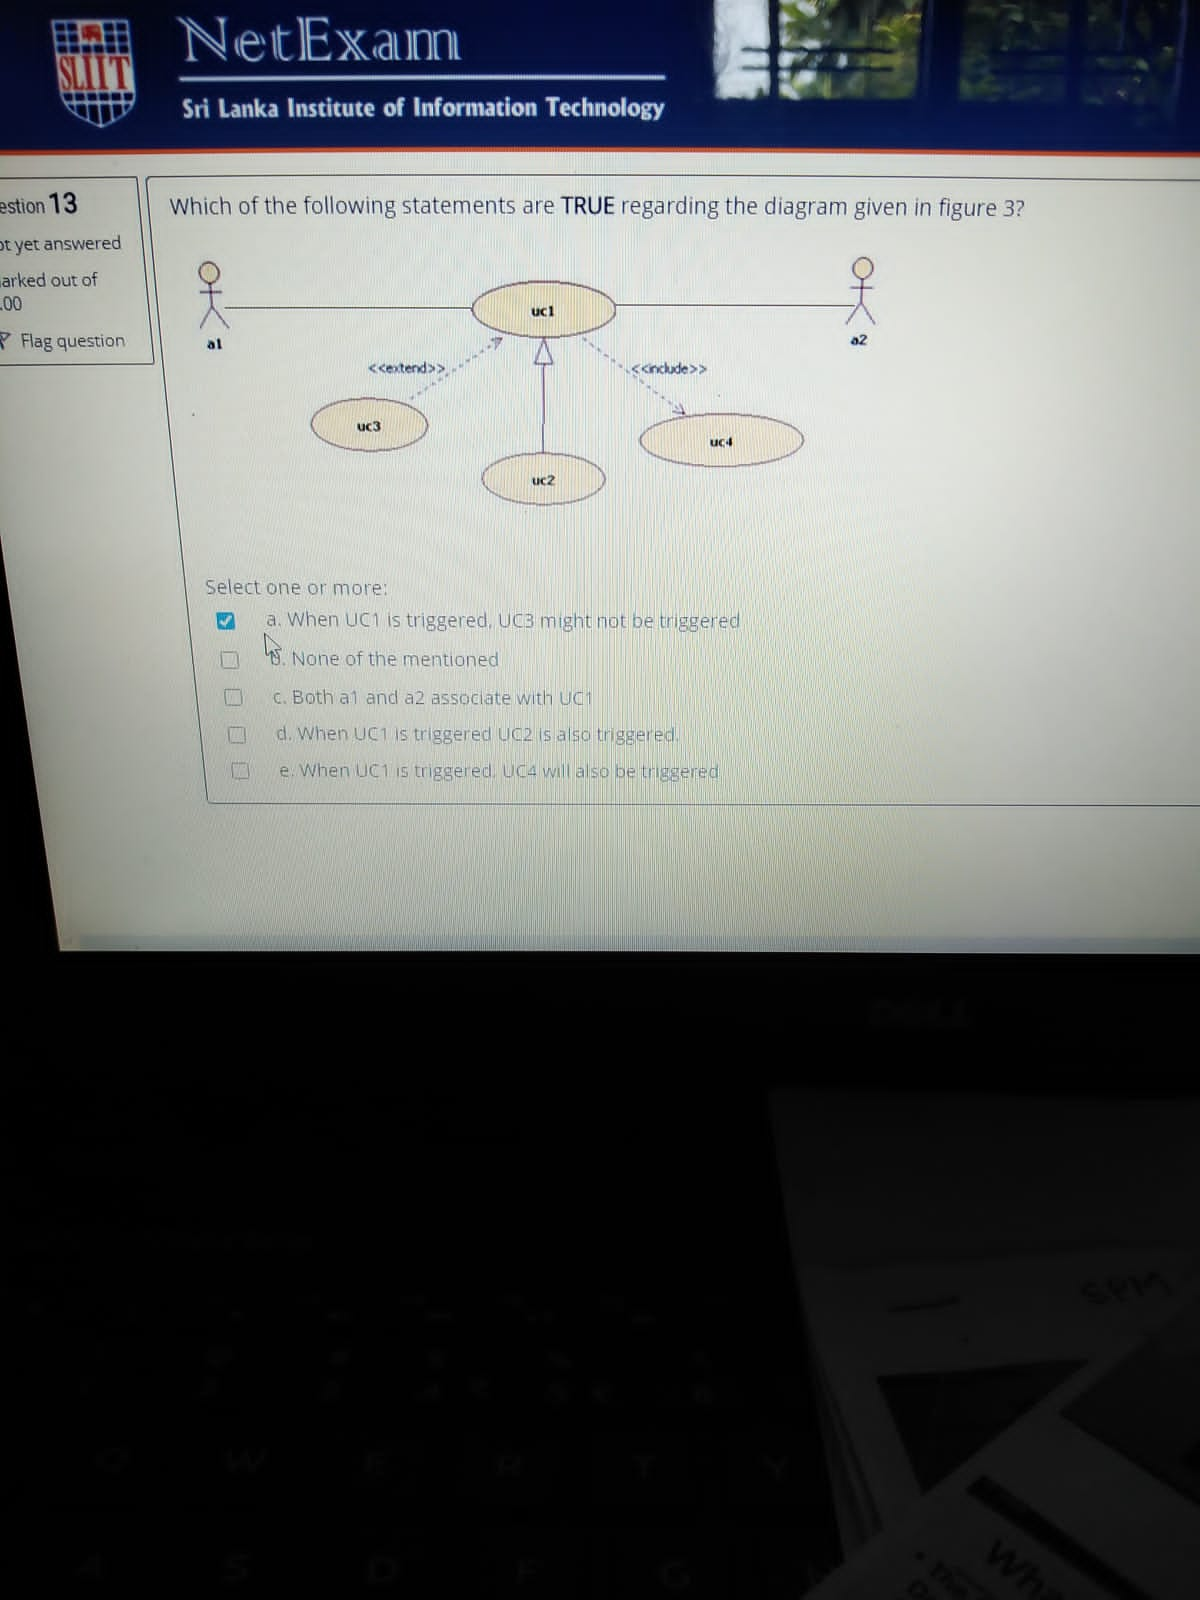 SLIIT
NetExam
Sri Lanka Institute of Information Technology
estion 13
ot yet answered
arked out of
.00
Flag question
Which of the following statements are TRUE regarding the diagram given in figure 3?
a1
uc1
a2
<<extend>>
<<include>>
uc3
uc4
uc2
Select one or more:
a. When UC1 is triggered, UC3 might not be triggered
b. None of the mentioned
c. Both a1 and a2 associate with UC1
d. When UC1 is triggered UC2 is also triggered.
e. When UC1 is triggered, UC4 will also be triggered
DELL
SPM
W E R T Y
A S D F G